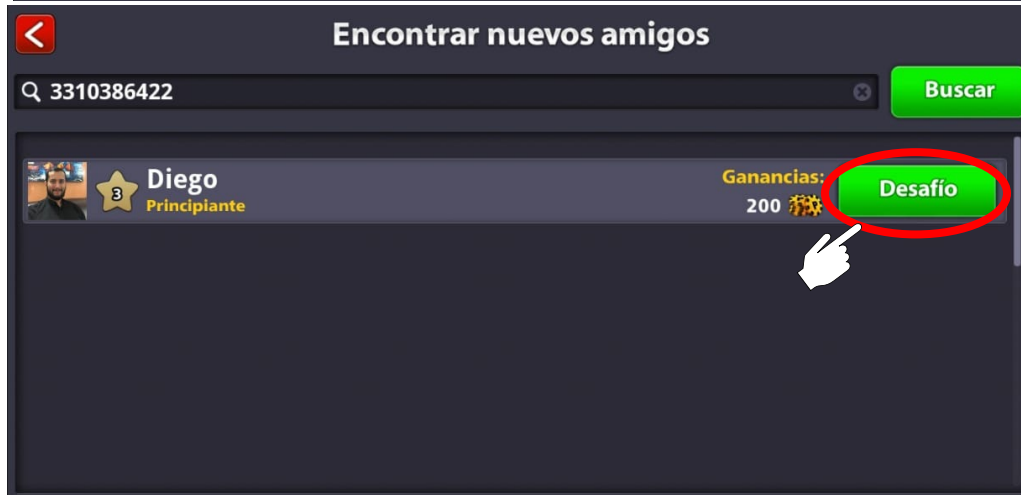 Encontrar nuevos amigos
3310386422
Buscar
3
Diego
Principiante
Ganancias:
200
Desafío